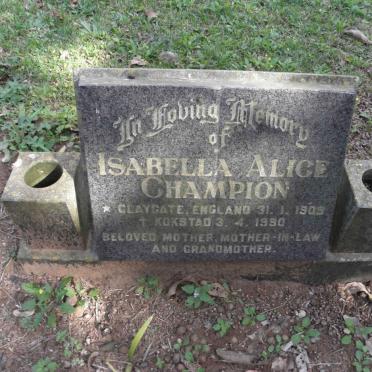 In Loving Memory
of
ISABELLA ALICE
CHAMPION
* CLAYGATE, ENGLAND 31. 1. 1909
† KOKSTAD 3. 4. 1990
BELOVED MOTHER, MOTHER-IN-LAW
AND GRANDMOTHER.